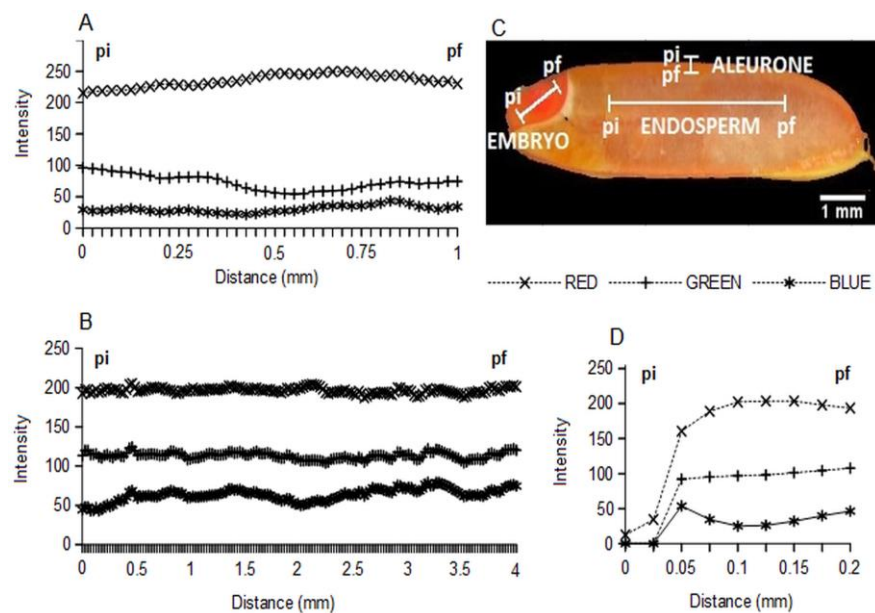 A
pi pf
250
200
150
100
50
0
Intensity
0 0.25 0.5 0.75 1
Distance (mm)
C
pi
pf ALEURONE
pf
pi
pi ENDOSPERM pf
EMBRYO
1 mm
RED GREEN BLUE
B
pi pf
250
200
150
100
50
0
Intensity
0 0.5 1 1.5 2 2.5 3 3.5 4
Distance (mm)
D
pi pf
250
200
150
100
50
0
Intensity
0 0.05 0.1 0.15 0.2
Distance (mm)